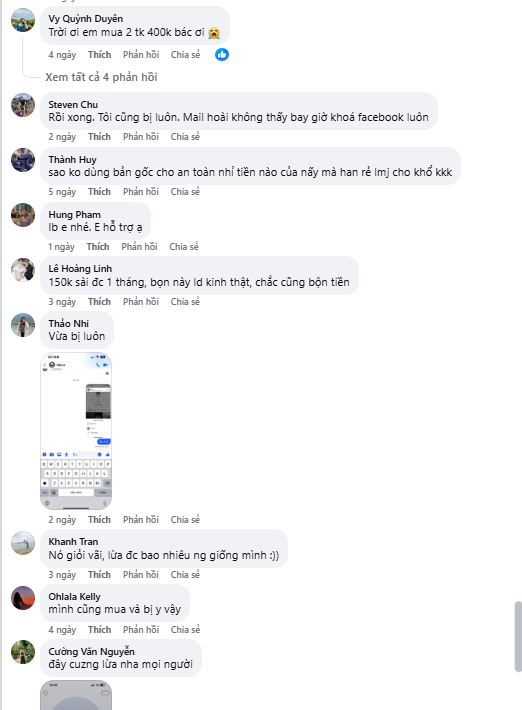 Vy Quỳnh Duyên
Trời ơi em mua 2 tk 400k bác ơi 😭
4 ngày Thích Phản hồi Chia sẻ
Xem tất cả 4 phản hồi
Steven Chu
Rồi xong. Tôi cũng bị luôn. Mail hoài không thấy bay giờ khoá facebook luôn
2 ngày Thích Phản hồi Chia sẻ
Thành Huy
sao ko dùng bản gốc cho an toàn nhỉ tiền nào của nấy mà han rẻ lmj cho khổ kkk
5 ngày Thích Phản hồi Chia sẻ
Hung Pham
Ib e nhé. E hỗ trợ ạ
1 ngày Thích Phản hồi Chia sẻ
Lê Hoàng Linh
150k sài đc 1 tháng, bọn này ld kinh thật, chắc cũng bộn tiền
3 ngày Thích Phản hồi Chia sẻ
Thảo Nhi
Vừa bị luôn
2 ngày Thích Phản hồi Chia sẻ
Khanh Tran
Nó giỏi vãi, lừa đc bao nhiêu ng giống mình :))
3 ngày Thích Phản hồi Chia sẻ
Ohlala Kelly
mình cũng mua và bị y vậy
4 ngày Thích Phản hồi Chia sẻ
Cường Văn Nguyễn
đây cuzng lừa nha mọi người